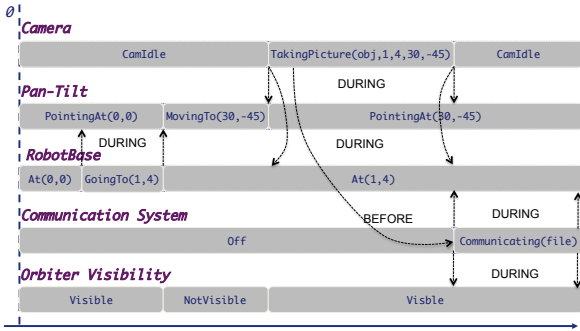 0
Camera
CamIdle TakingPicture(obj,1,4,30,-45) CamIdle
DURING
Pan-Tilt
PointingAt(0,0) MovingTo(30,-45) PointingAt(30,-45)
DURING DURING
RobotBase
At(0,0) GoingTo(1,4) At(1,4)
Communication System
BEFORE DURING
Off Communicating(file)
Orbiter Visibility
DURING
Visible NotVisible Visble